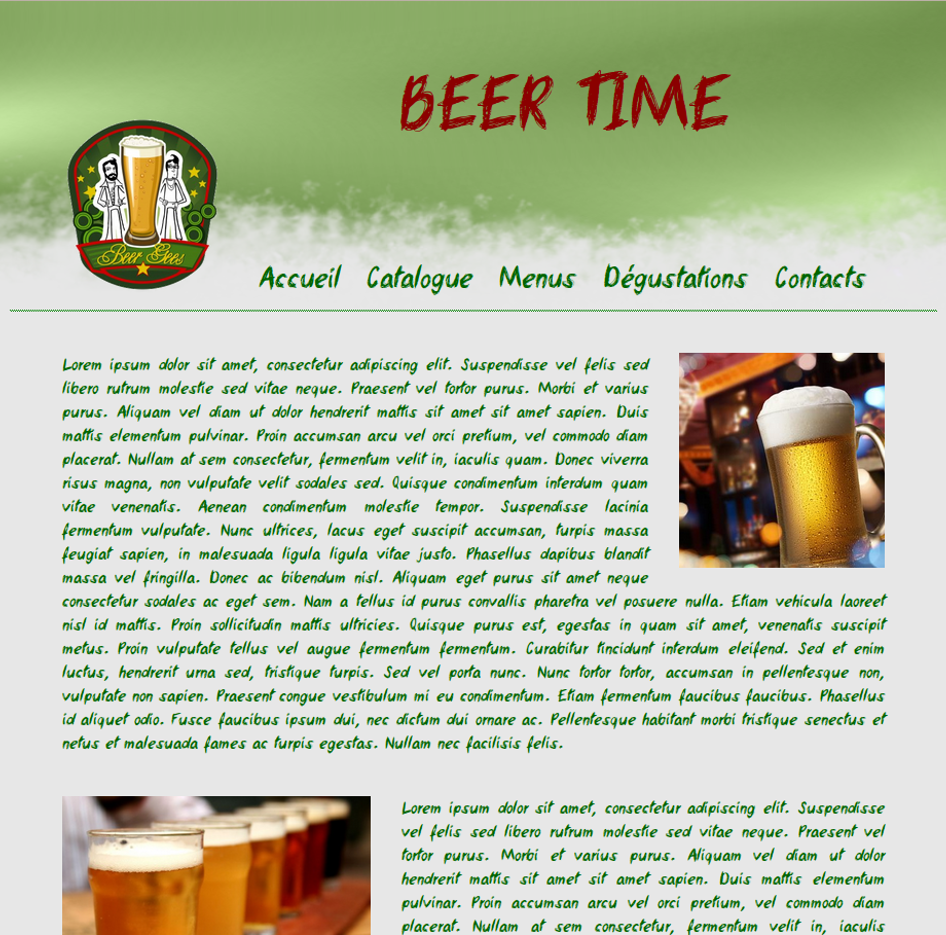 BEER TIME
Beer Gees
Accueil Catalogue Menus Dégustations Contacts
Lorem ipsum dolor sit amet, consectetur adipiscing elit. Suspendisse vel felis sed
libero rutrum molestie sed vitae neque. Praesent vel tortor purus. Morbi et varius
purus. Aliquam vel diam ut dolor hendrerit mattis sit amet sit amet sapien. Duis
mattis elementum pulvinar. Proin accumsan arcu vel orci pretium, vel commodo diam
placerat. Nullam at sem consectetur, fermentum velit in, iaculis quam. Donec viverra
risus magna, non vulputate velit sodales sed. Quisque condimentum interdum quam
vitae venenatis. Aenean condimentum molestie tempor. Suspendisse lacinia
fermentum vulputate. Nunc ultrices, lacus eget suscipit accumsan, turpis massa
feugiat sapien, in malesuada ligula ligula vitae justo. Phasellus dapibus blandit
massa vel fringilla. Donec ac bibendum nisl. Aliquam eget purus sit amet neque
consectetur sodales ac eget sem. Nam a tellus id purus convallis pharetra vel posuere nulla. Etiam vehicula laoreet
nisl id mattis. Proin sollicitudin mattis ultricies. Quisque purus est, egestas in quam sit amet, venenatis suscipit
metus. Proin vulputate tellus vel augue fermentum fermentum. Curabitur tincidunt interdum eleifend. Sed et enim
luctus, hendrerit urna sed, tristique turpis. Sed vel porta nunc. Nunc tortor tortor, accumsan in pellentesque non,
vulputate non sapien. Praesent congue vestibulum mi eu condimentum. Etiam fermentum faucibus faucibus. Phasellus
id aliquet odio. Fusce faucibus ipsum dui, nec dictum dui ornare ac. Pellentesque habitant morbi tristique senectus et
netus et malesuada fames ac turpis egestas. Nullam nec facilisis felis.
Lorem ipsum dolor sit amet, consectetur adipiscing elit. Suspendisse
vel felis sed libero rutrum molestie sed vitae neque. Praesent vel
tortor purus. Morbi et varius purus. Aliquam vel diam ut dolor
hendrerit mattis sit amet sit amet sapien. Duis mattis elementum
pulvinar. Proin accumsan arcu vel orci pretium, vel commodo diam
placerat. Nullam at sem consectetur, fermentum velit in, iaculis